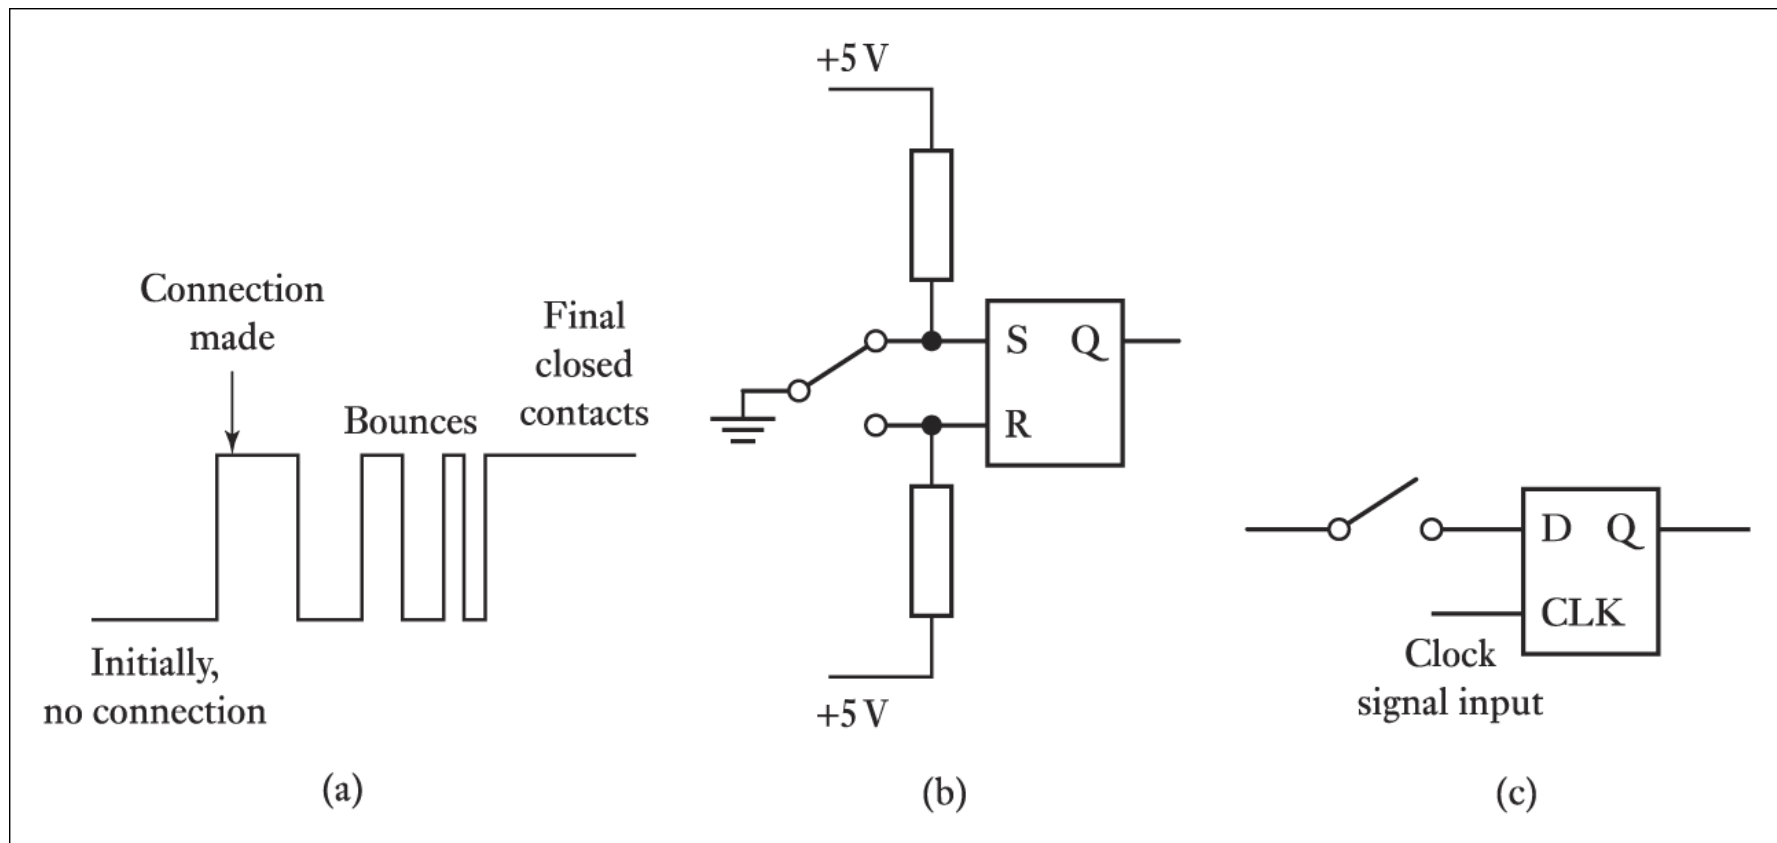 Connection
made
Bounces
Final
closed
contacts
Initially,
no connection
(a)
+5 V
S Q
R
+5 V
(b)
D Q
CLK
Clock
signal input
(c)